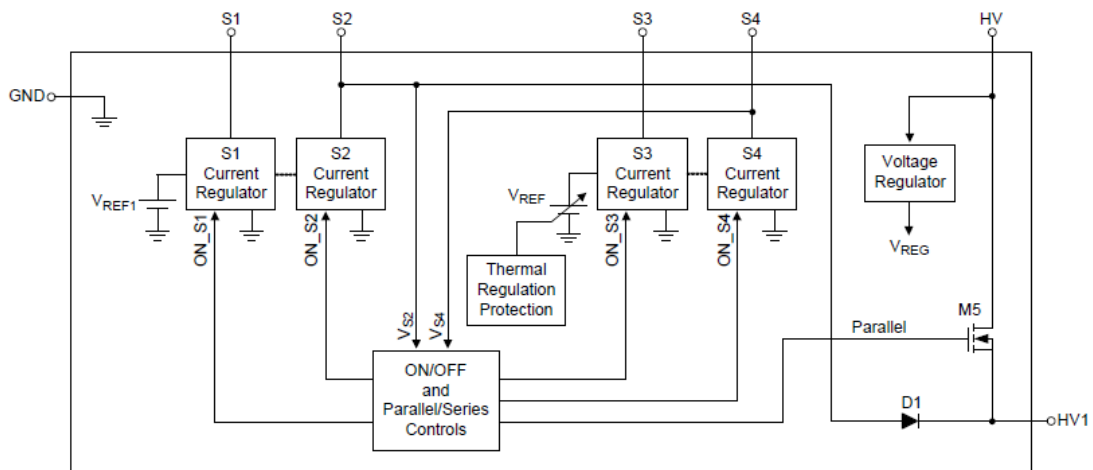 S1
S2
S3
S4
HV
GND
S1
Current
Regulator
S2
Current
Regulator
S3
Current
Regulator
S4
Current
Regulator
Voltage
Regulator
VREF1
VREF
VREG
ON_S1
ON_S2
ON_S3
ON_S4
Thermal
Regulation
Protection
VS2
VS4
M5
Parallel
ON/OFF
and
Parallel/Series
Controls
D1
HV1